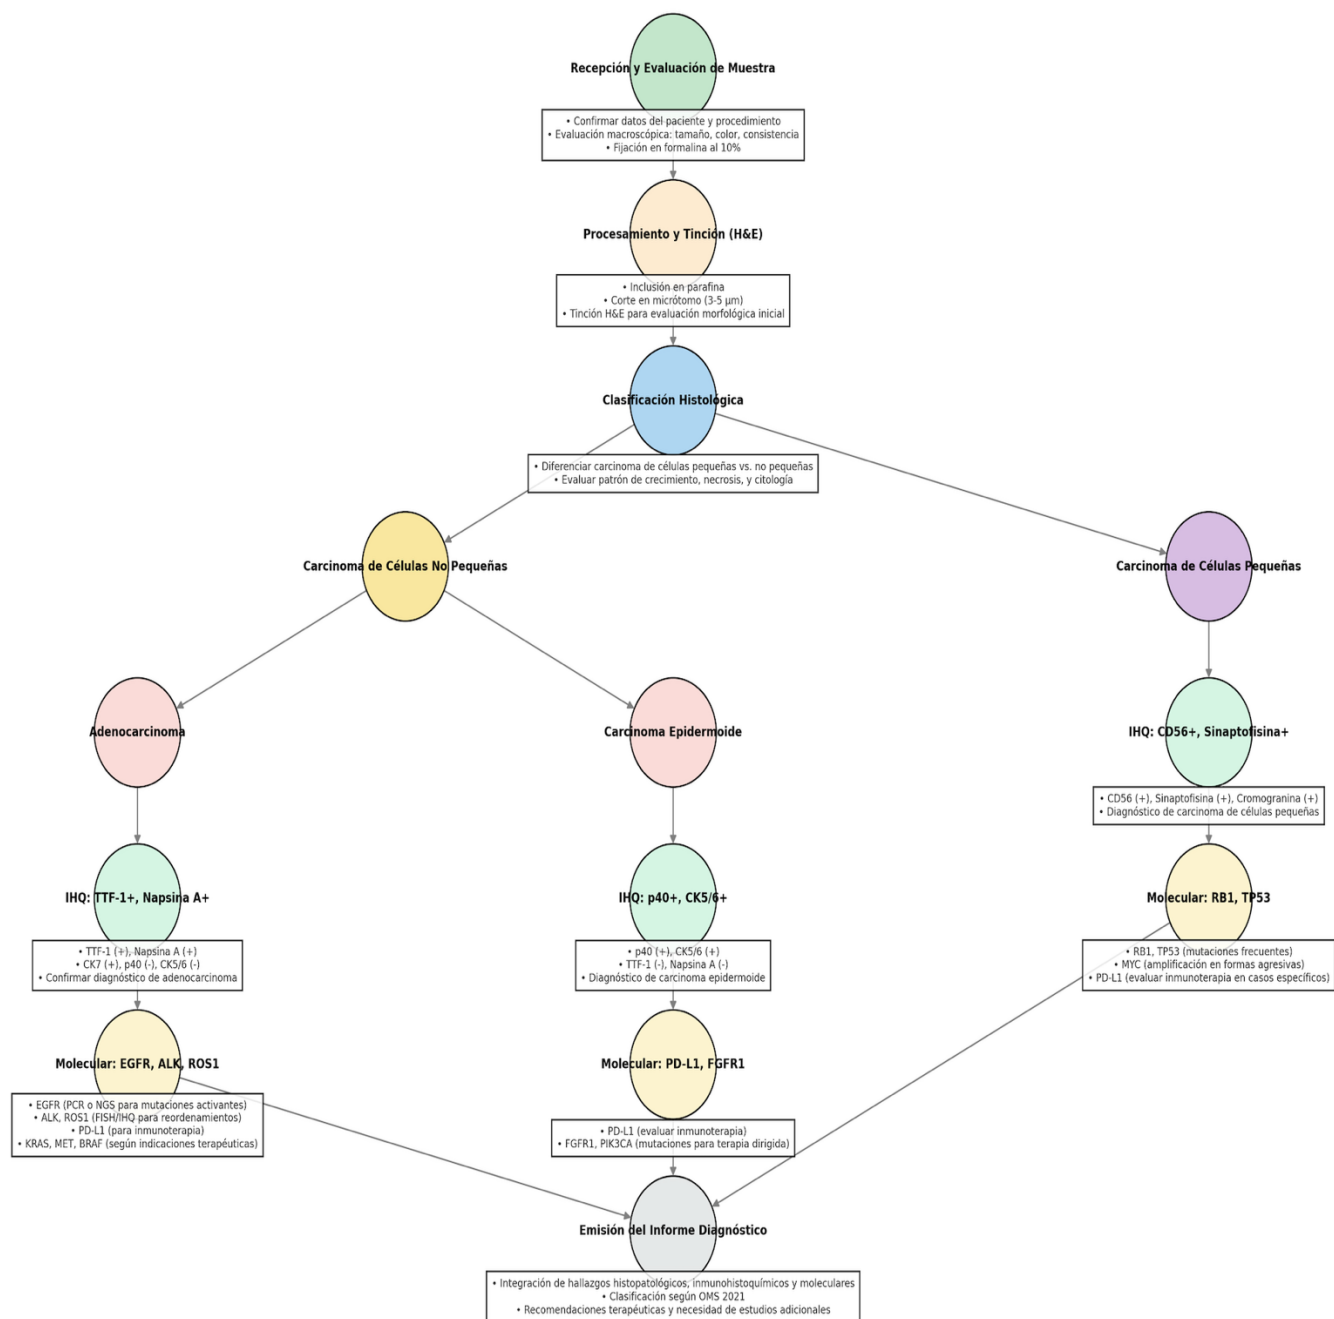 Recepción y Evaluación de Muestra
• Confirmar datos del paciente y procedimiento
• Evaluación macroscópica: tamaño, color, consistencia
• Fijación en formalina al 10%
Procesamiento y Tinción (H&E)
• Inclusión en parafina
• Corte en micrótomo (3-5 µm)
• Tinción H&E para evaluación morfológica inicial
Clasificación Histológica
• Diferenciar carcinoma de células pequeñas vs. no pequeñas
• Evaluar patrón de crecimiento, necrosis, y citología
Carcinoma de Células No Pequeñas
Carcinoma de Células Pequeñas
Adenocarcinoma
Carcinoma Epidermoide
IHQ: CD56+, Sinaptofisina+
• CD56 (+), Sinaptofisina (+), Cromogranina (+)
• Diagnóstico de carcinoma de células pequeñas
IHQ: TTF-1+, Napsina A+
• TTF-1 (+), Napsina A (+)
• CK7 (+), p40 (-), CK5/6 (-)
• Confirmar diagnóstico de adenocarcinoma
IHQ: p40+, CK5/6+
• p40 (+), CK5/6 (+)
• TTF-1 (-), Napsina A (-)
• Diagnóstico de carcinoma epidermoide
Molecular: RB1, TP53
• RB1, TP53 (mutaciones frecuentes)
• MYC (amplificación en formas agresivas)
• PD-L1 (evaluar inmunoterapia en casos específicos)
Molecular: EGFR, ALK, ROS1
• EGFR (PCR o NGS para mutaciones activantes)
• ALK, ROS1 (FISH/IHQ para reordenamientos)
• PD-L1 (para inmunoterapia)
• KRAS, MET, BRAF (según indicaciones terapéuticas)
Molecular: PD-L1, FGFR1
• PD-L1 (evaluar inmunoterapia)
• FGFR1, PIK3CA (mutaciones para terapia dirigida)
Emisión del Informe Diagnóstico
• Integración de hallazgos histopatológicos, inmunohistoquímicos y moleculares
• Clasificación según OMS 2021
• Recomendaciones terapéuticas y necesidad de estudios adicionales